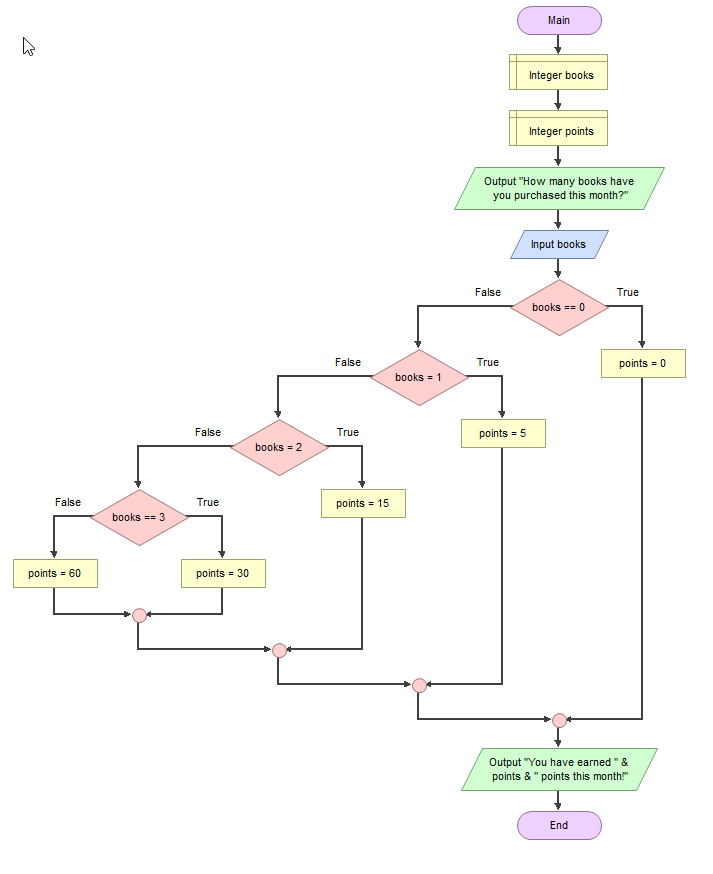 Main
Integer books
Integer points
Output "How many books have
you purchased this month?"
Input books
False
True
books == 0
False
True
points = 0
books = 1
False
True
points = 5
books = 2
False
True
points = 15
books == 3
points = 60
points = 30
Output "You have earned " &
points & " points this month!"
End